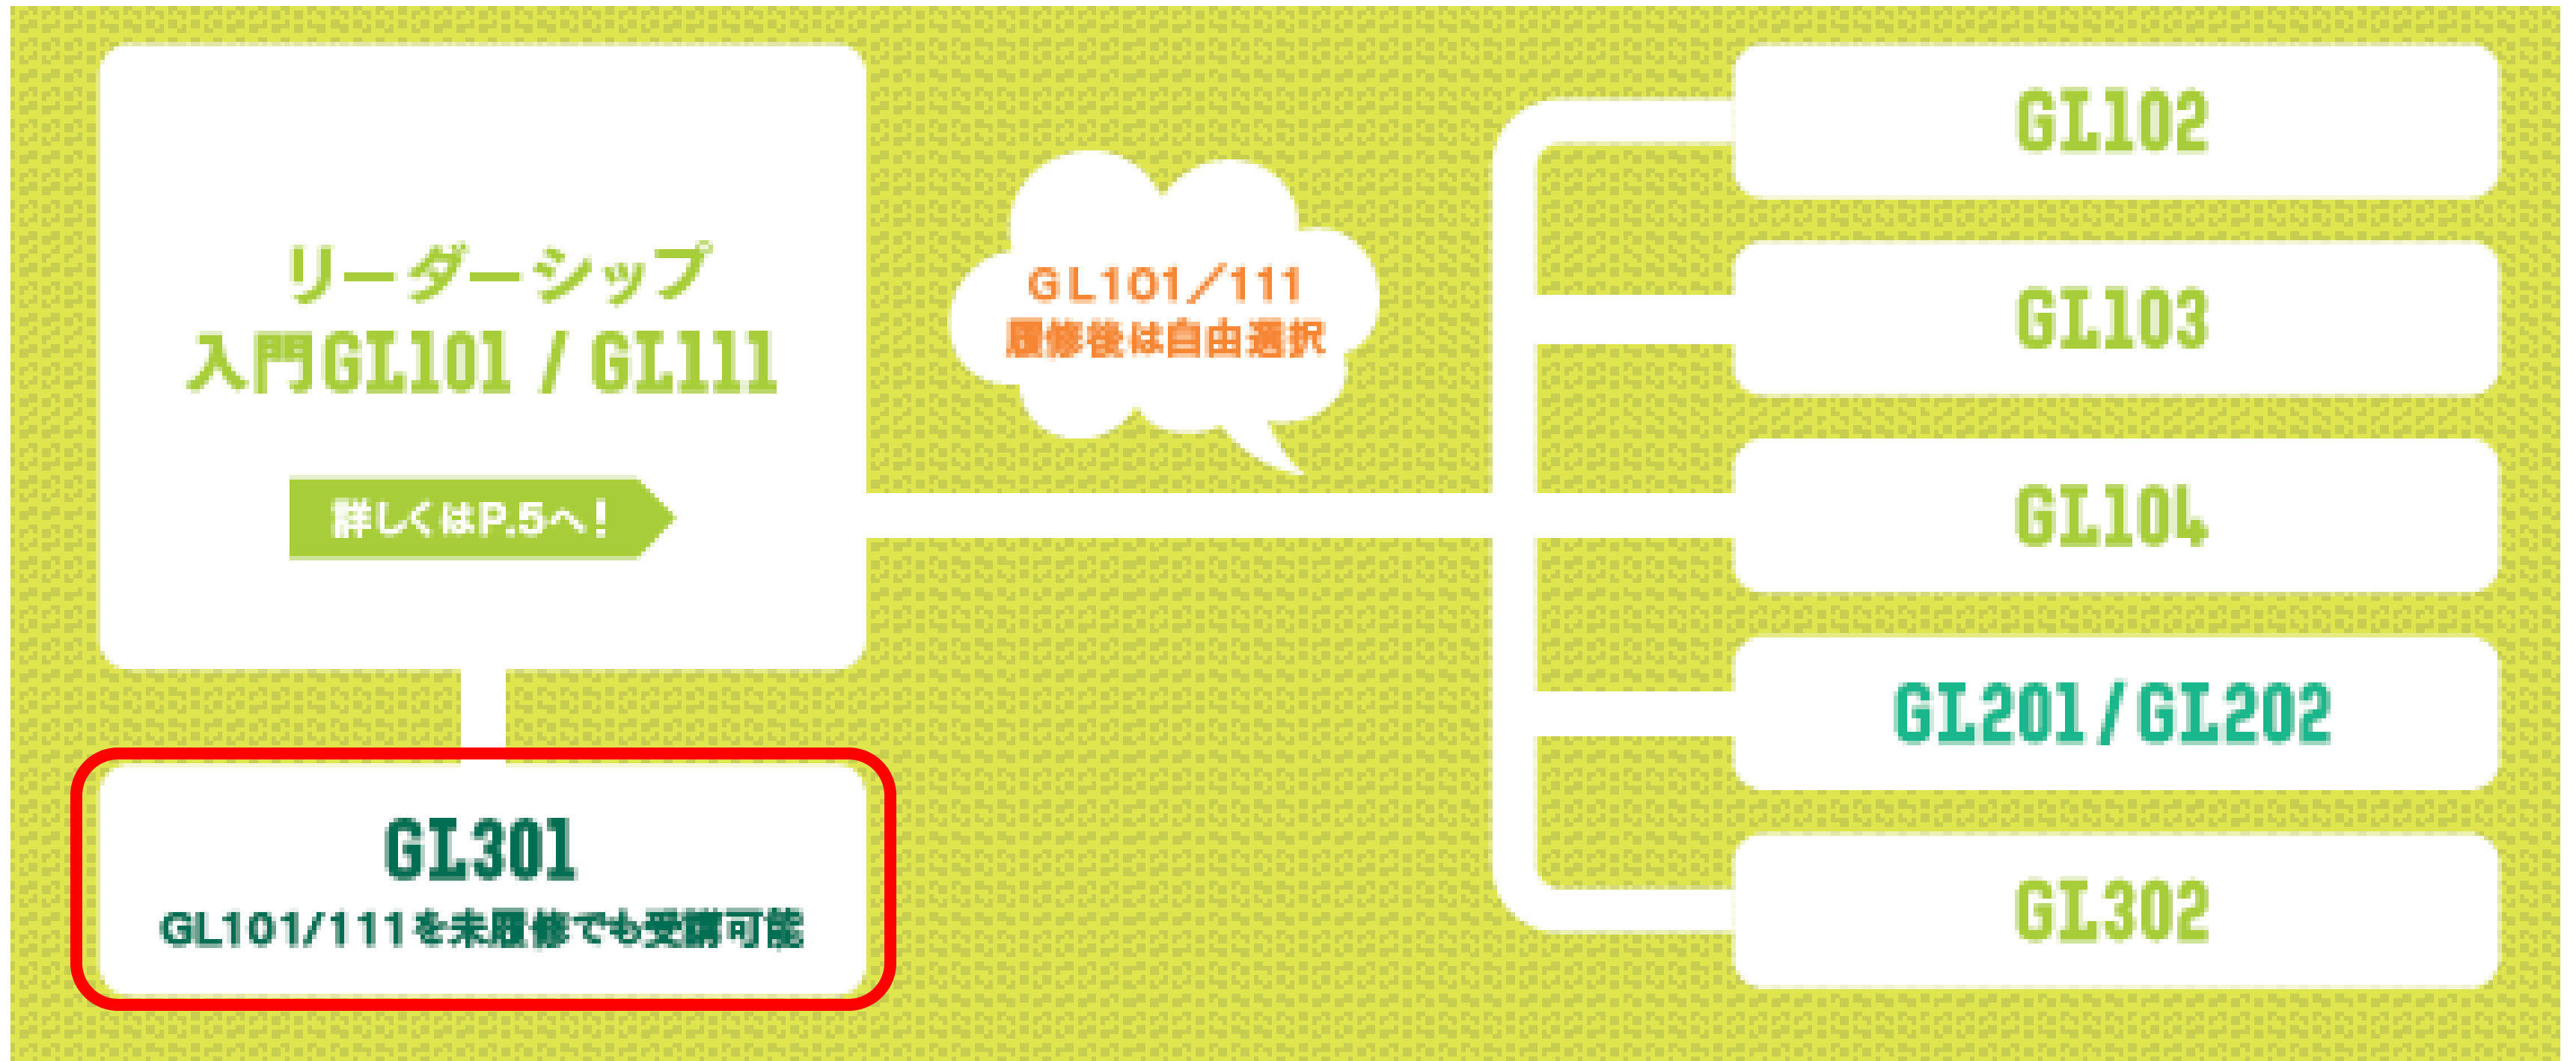 リーダーシップ
入門GL101 / GL111
詳しくはP.5へ!
GL301
GL101/111を未履修でも受講可能
GL101/111
履修後は自由選択
GL102
GL103
GL104
GL201 / GL202
GL302